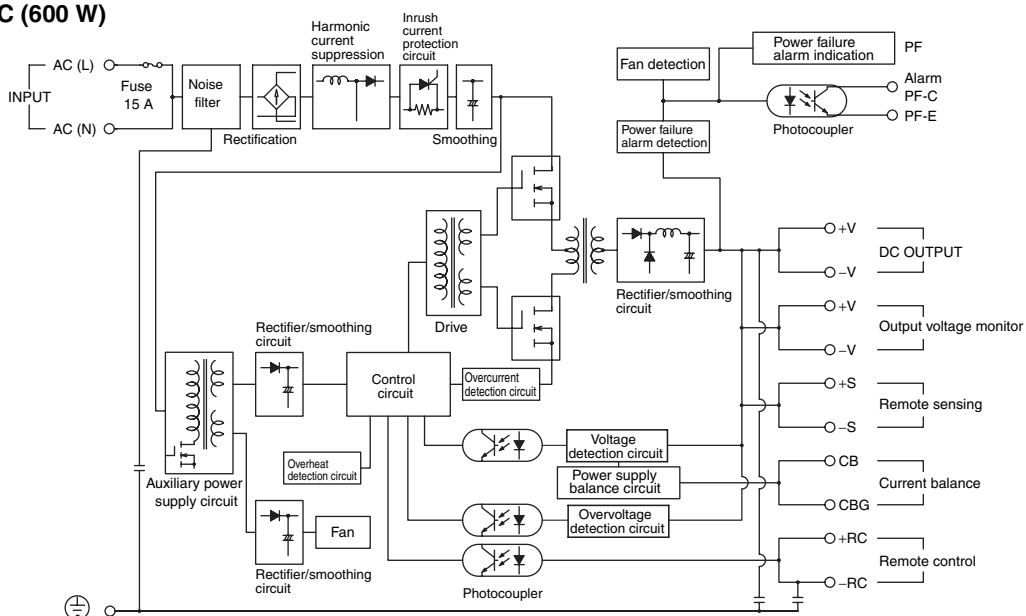 C (600 W)
INPUT
AC (L)
AC (N)
Fuse
15 A
Noise
filter
Rectification
Harmonic
current
suppression
Inrush
current
protection
circuit
Smoothing
Fan detection
Power failure
alarm indication
PF
Power failure
alarm detection
Alarm
PF-C
PF-E
Photocoupler
Drive
Rectifier/smoothing
circuit
+V
−V
DC OUTPUT
+V
−V
Output voltage monitor
+S
−S
Remote sensing
CB
CBG
Current balance
+RC
−RC
Remote control
Rectifier/smoothing
circuit
Control
circuit
Overcurrent
detection circuit
Auxiliary power
supply circuit
Overheat
detection circuit
Voltage
detection circuit
Power supply
balance circuit
Overvoltage
detection circuit
Fan
Rectifier/smoothing
circuit
Photocoupler